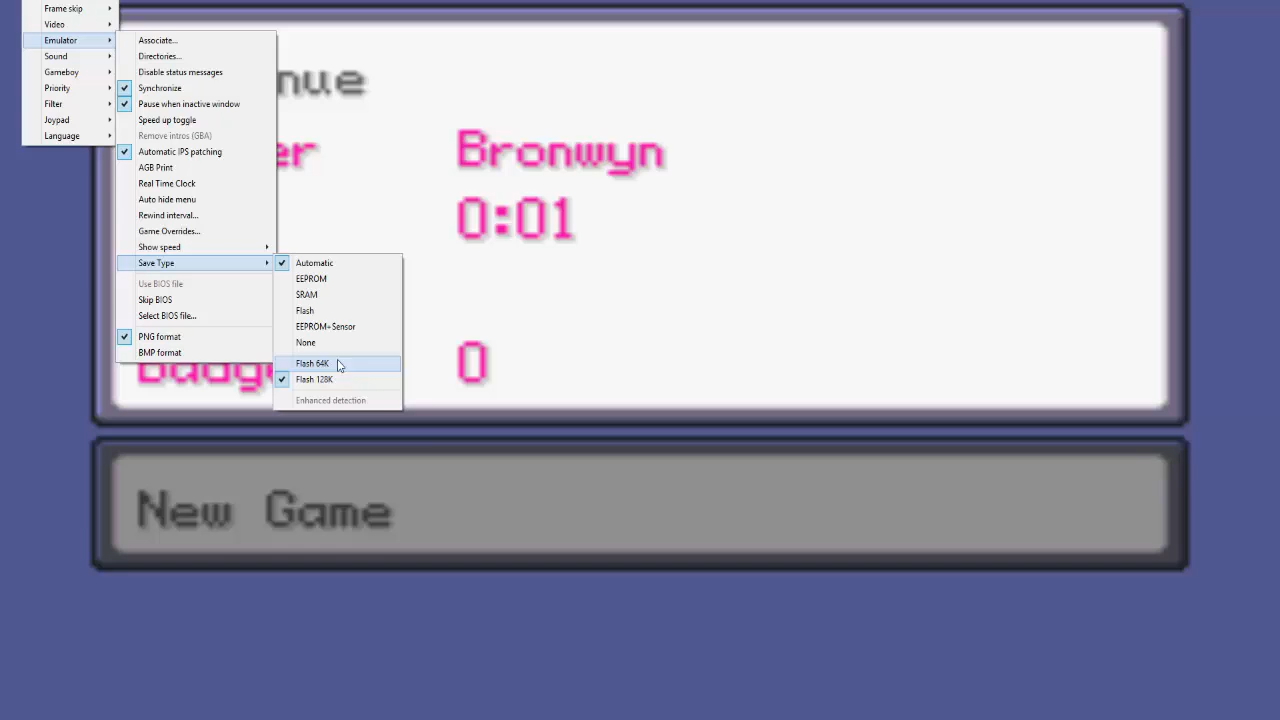 Frame skip
Video
Emulator
Sound
Gameboy
Priority
Filter
Joypad
Language
Associate...
Directories...
Disable status messages
Synchronize
Pause when inactive window
Speed up toggle
Remove intros (GBA)
Automatic IPS patching
AGB Print
Real Time Clock
Auto hide menu
Rewind interval...
Game Overrides...
Show speed
Save Type
Use BIOS file
Skip BIOS
Select BIOS file...
PNG format
BMP format
Automatic
EEPROM
SRAM
Flash
EEPROM+Sensor
None
Flash 64K
Flash 128K
Enhanced detection
nue
er Bronwyn
0:01
Badge 0
New Game